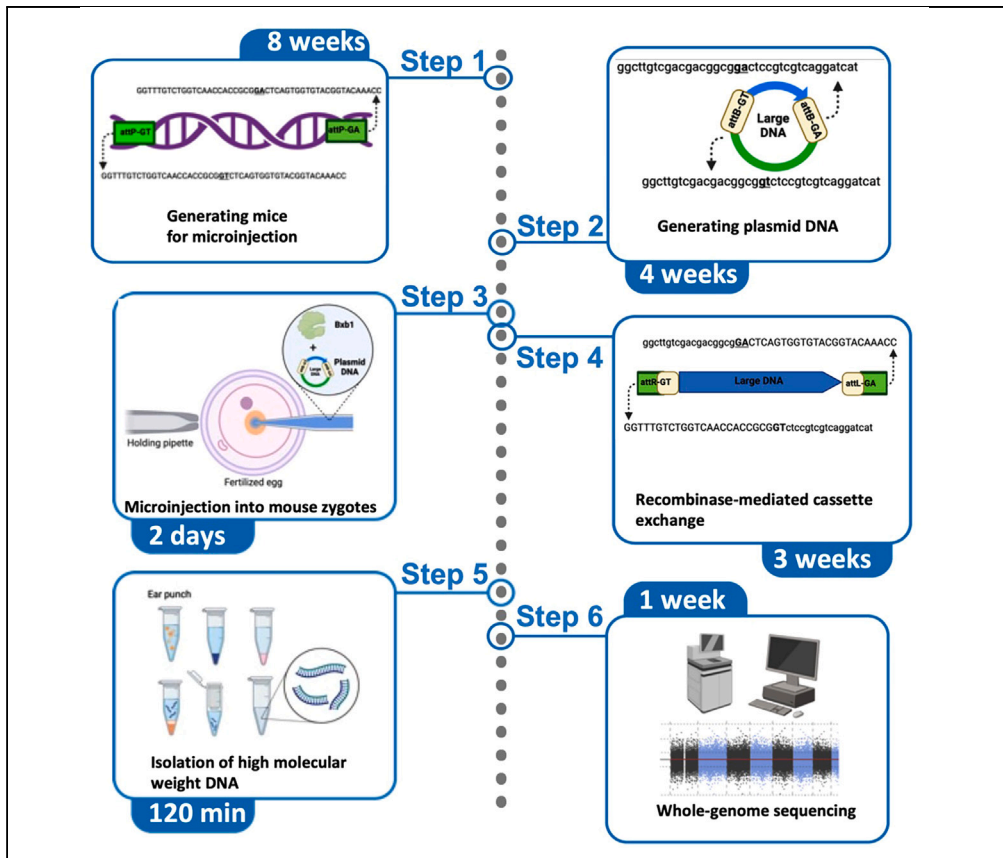 8 weeks
Step 1
GGTTTGTCTGGTCAACCACCGCGGACTCAGTGGTGTACGGTACAAACC
attP-GT
attP-GA
GGTTTGTCTGGTCAACCACCGCGGTCTCAGTGGTGTACGGTACAAACC
Generating mice
for microinjection
ggcttgtcgacgacggcggactccgtcgtcaggatcat
attB-GT
Large
DNA
attB-GA
ggcttgtcgacgacggcggtctccgtcgtcaggatcat
Step 2
Generating plasmid DNA
4 weeks
Step 3
Bxb1
+
Plasmid
DNA
Large
DNA
Holding pipette
Fertilized egg
Microinjection into mouse zygotes
2 days
Step 4
ggcttgtcgacgacggcgGACTCAGTGGTGTACGGTACAAACC
attR-GT
Large DNA
attL-GA
GGTTTGTCTGGTCAACCACCGCGGTctccgtcgtcaggatcat
Recombinase-mediated cassette
exchange
3 weeks
Step 5
Ear punch
Isolation of high molecular
weight DNA
120 min
Step 6
1 week
Whole-genome sequencing